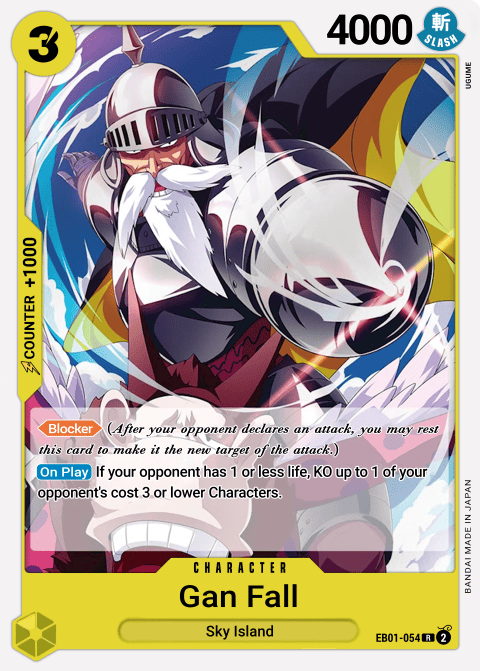 3
4000
斬
SLASH
UGUME
COUNTER +1000
Blocker (After your opponent declares an attack, you may rest
this card to make it the new target of the attack.)
On Play If your opponent has 1 or less life, KO up to 1 of your
opponent's cost 3 or lower Characters.
BANDAI MADE IN JAPAN
CHARACTER
Gan Fall
Sky Island
EB01-054 R 2